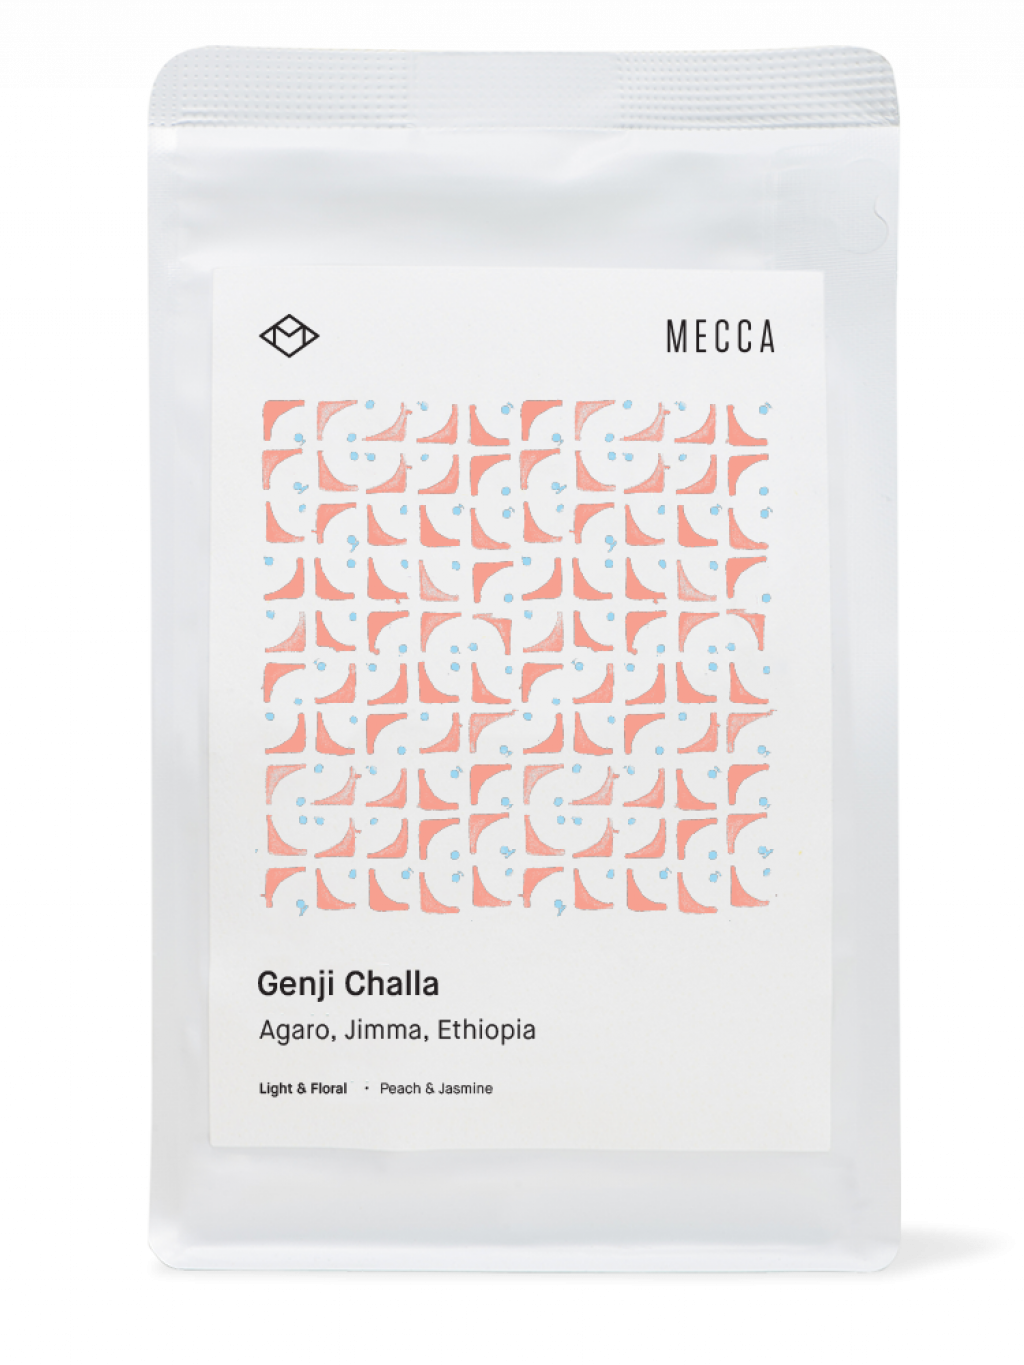 MECCA
Genji Challa
Agaro, Jimma, Ethiopia
Light & Floral · Peach & Jasmine